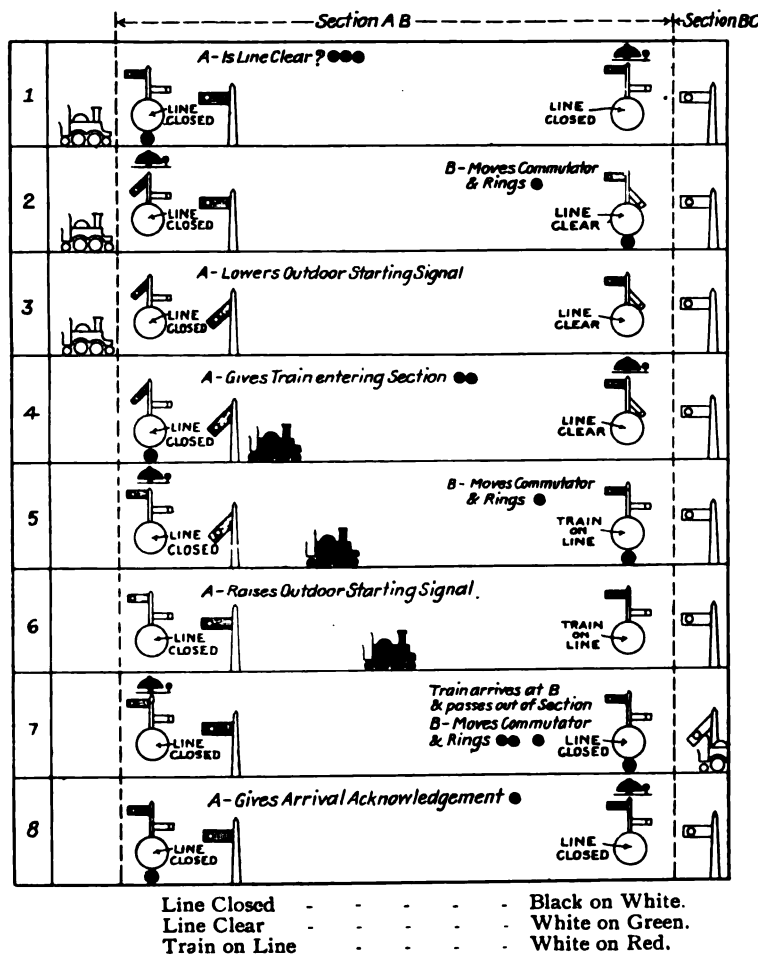 Section AB
Section BC
1
A - Is Line Clear?
LINE CLOSED
LINE CLOSED
2
B - Moves Commutator
& Rings
LINE CLOSED
LINE CLEAR
3
A - Lowers Outdoor Starting Signal
LINE CLOSED
LINE CLEAR
4
A - Gives Train entering Section
LINE CLOSED
LINE CLEAR
5
B - Moves Commutator
& Rings
LINE CLOSED
TRAIN ON LINE
6
A - Raises Outdoor Starting Signal.
LINE CLOSED
TRAIN ON LINE
7
Train arrives at B
& passes out of Section
B - Moves Commutator
& Rings
LINE CLOSED
LINE CLOSED
8
A - Gives Arrival Acknowledgement
LINE CLOSED
LINE CLOSED
Line Closed - - - - - Black on White.
Line Clear - - - - - White on Green.
Train on Line - - - - White on Red.